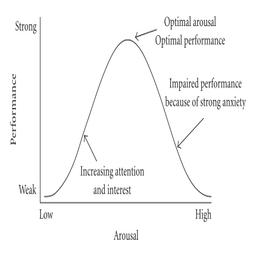 Strong
Optimal arousal
Optimal performance
Impaired performance
because of strong anxiety
Performance
Increasing attention
and interest
Weak
Low
High
Arousal